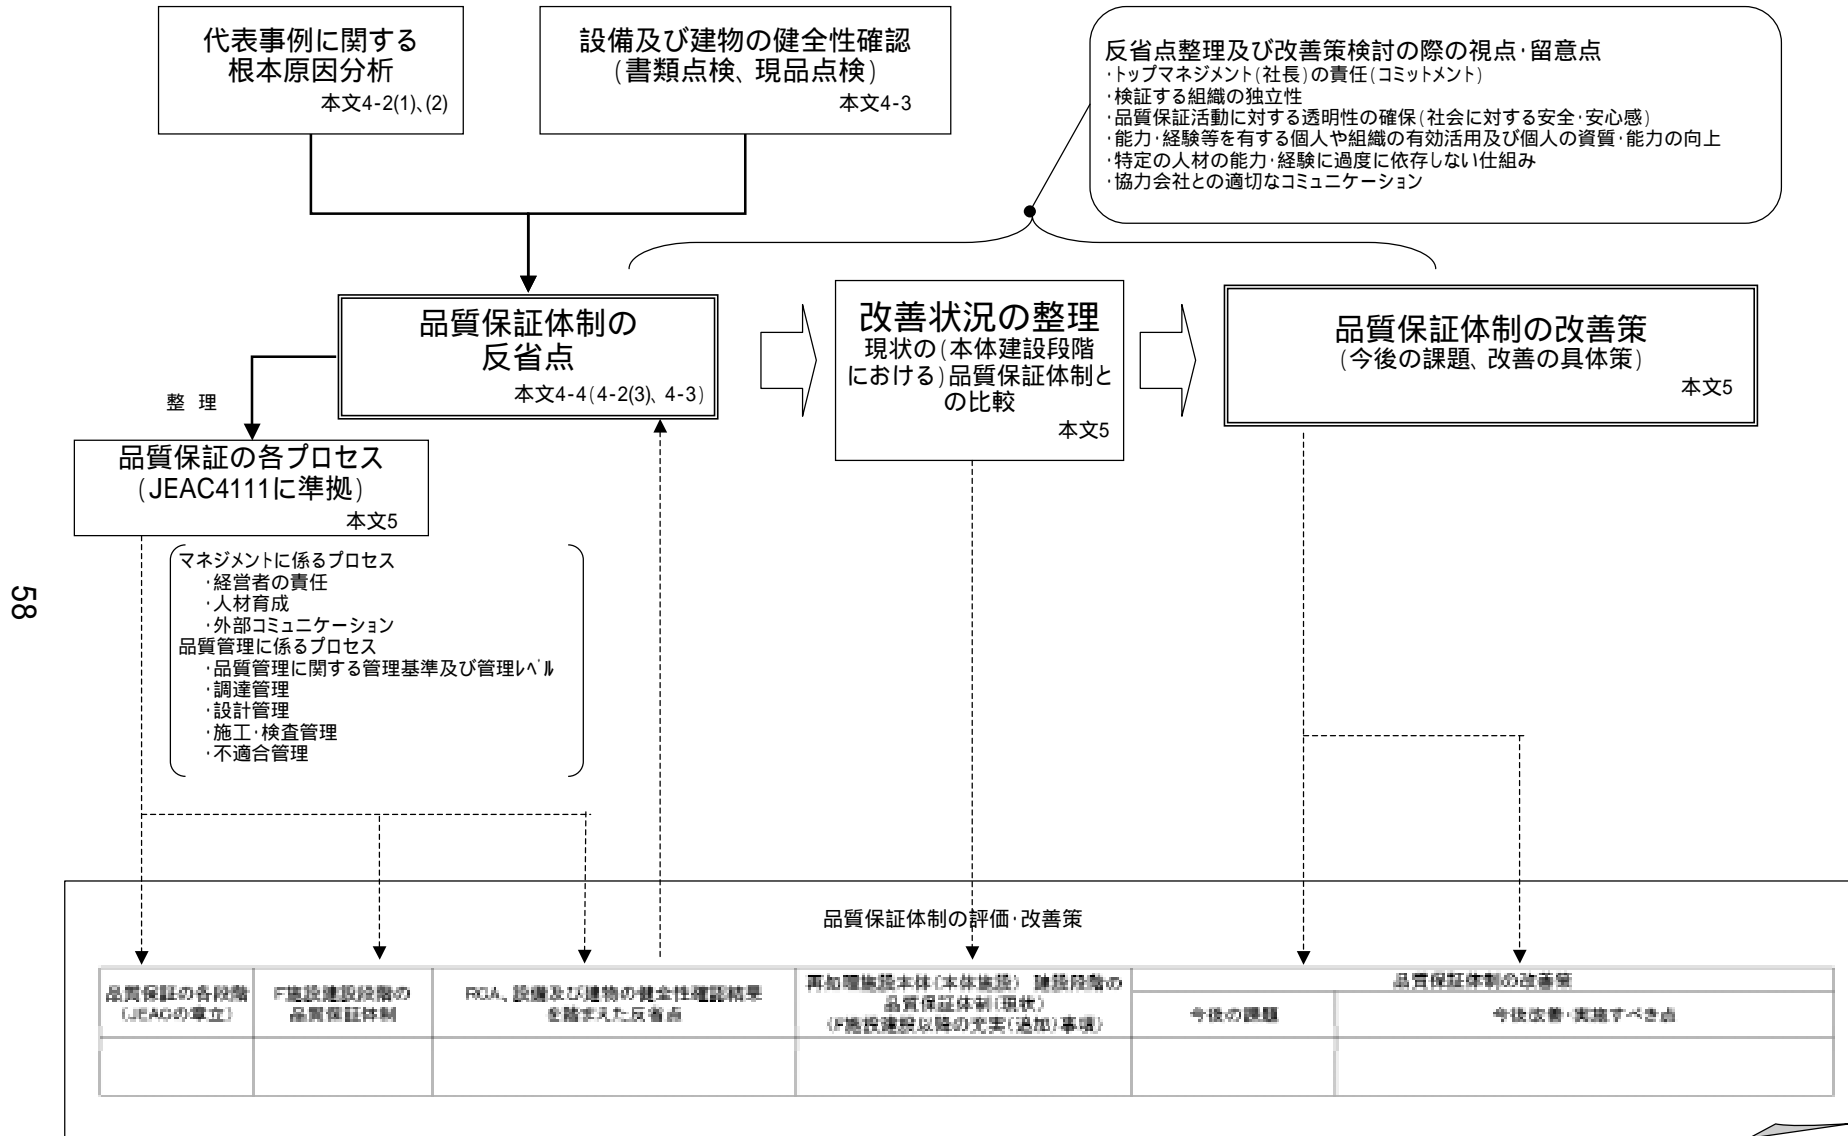 代表事例に関する
根本原因分析
本文4-2(1)､(2)
設備及び建物の健全性確認
(書類点検､現品点検)
本文4-3
反省点整理及び改善策検討の際の視点･留意点
･トップマネジメント(社長)の責任(コミットメント)
･検証する組織の独立性
･品質保証活動に対する透明性の確保(社会に対する安全･安心感)
･能力･経験等を有する個人や組織の有効活用及び個人の資質･能力の向上
･特定の人材の能力･経験に過度に依存しない仕組み
･協力会社との適切なコミュニケーション
品質保証体制の
反省点
本文4-4(4-2(3)､4-3)
改善状況の整理
現状の(本体建設段階
における)品質保証体制と
の比較
本文5
品質保証体制の改善策
(今後の課題､改善の具体策)
本文5
整 理
品質保証の各プロセス
(JEAC4111に準拠)
本文5
マネジメントに係るプロセス
･経営者の責任
･人材育成
･外部コミュニケーション
品質管理に係るプロセス
･品質管理に関する管理基準及び管理ﾚﾍﾞﾙ
･調達管理
･設計管理
･施工･検査管理
･不適合管理
58
品質保証体制の評価･改善策
品質保証の各段階
(JEACの章立)
F施設建設段階の
品質保証体制
RCA、設備及び建物の健全性確認結果
を踏まえた反省点
再処理施設本体(本体施設) 建設段階の
品質保証体制(現状)
(F施設建設以降の充実(追加)事項)
品質保証体制の改善策
今後の課題
今後改善･実施すべき点